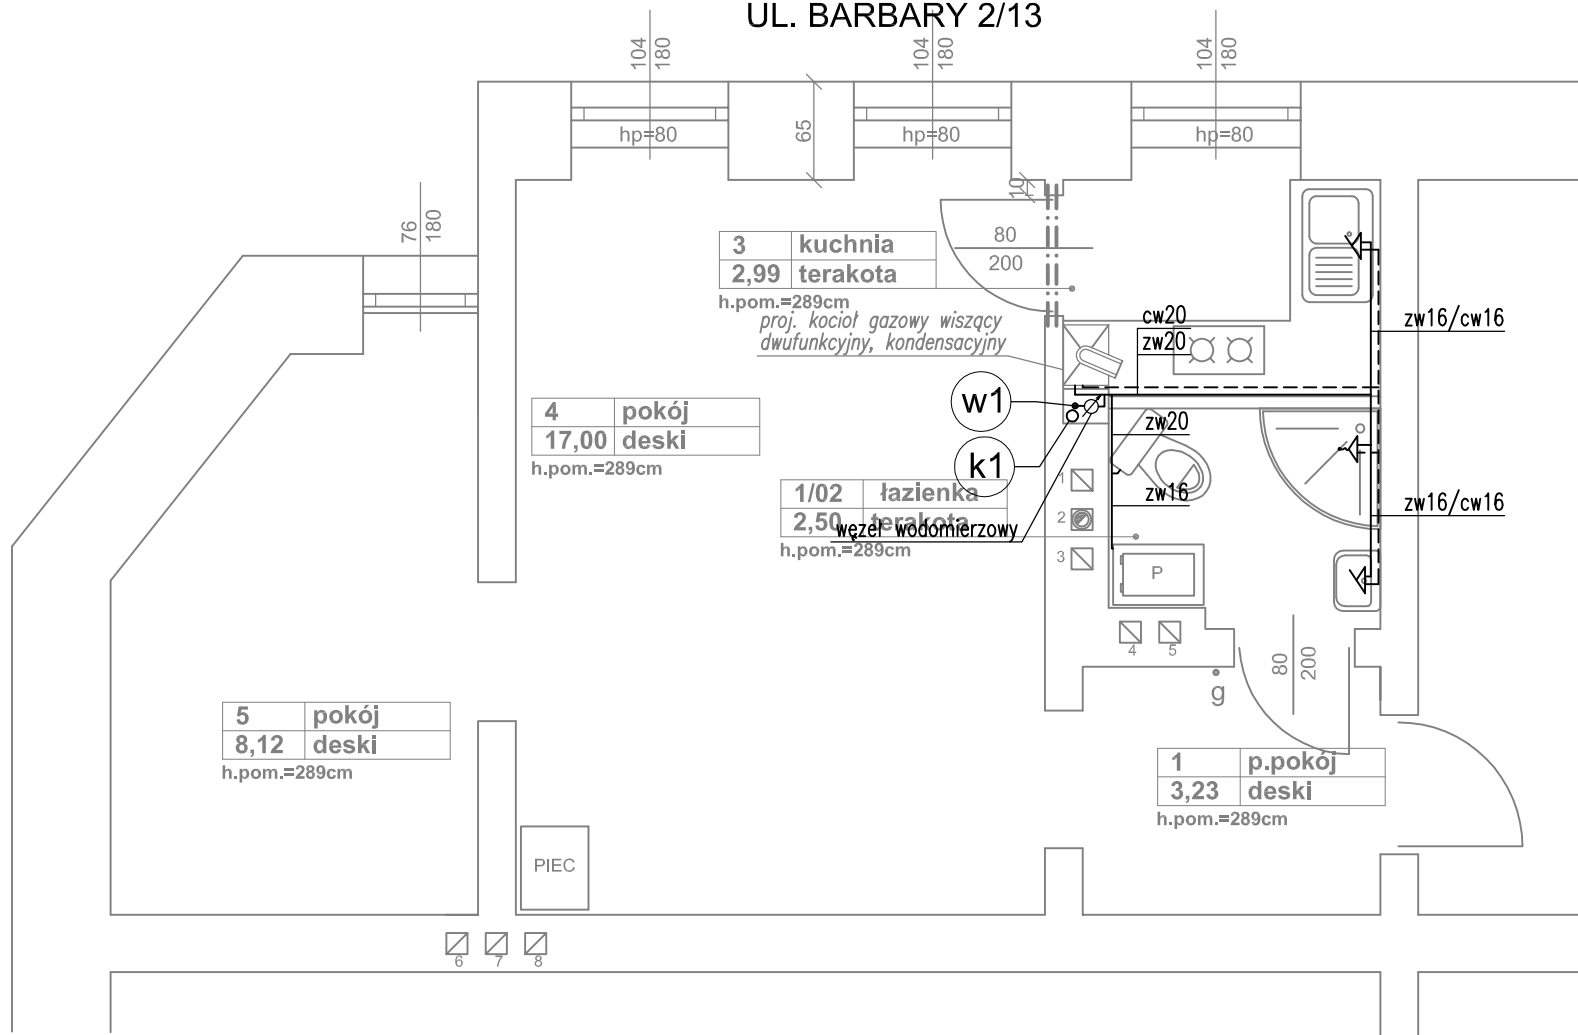 UL. BARBARY 2/13
104
180
104
180
104
180
hp=80
65
hp=80
hp=80
76
180
10
3 kuchnia
2,99 terakota
h.pom.=289cm
80
200
proj. kocioł gazowy wiszący
dwufunkcyjny, kondensacyjny
cw20
zw20
zw16/cw16
w1
4 pokój
17,00 deski
h.pom.=289cm
zw20
k1
1/02 łazienka
2,50 terakota
h.pom.=289cm
węzeł wodomierzowy
1
2
3
zw16
zw16/cw16
P
4
5
80
200
g
5 pokój
8,12 deski
h.pom.=289cm
1 p.pokój
3,23 deski
h.pom.=289cm
PIEC
6
7
8